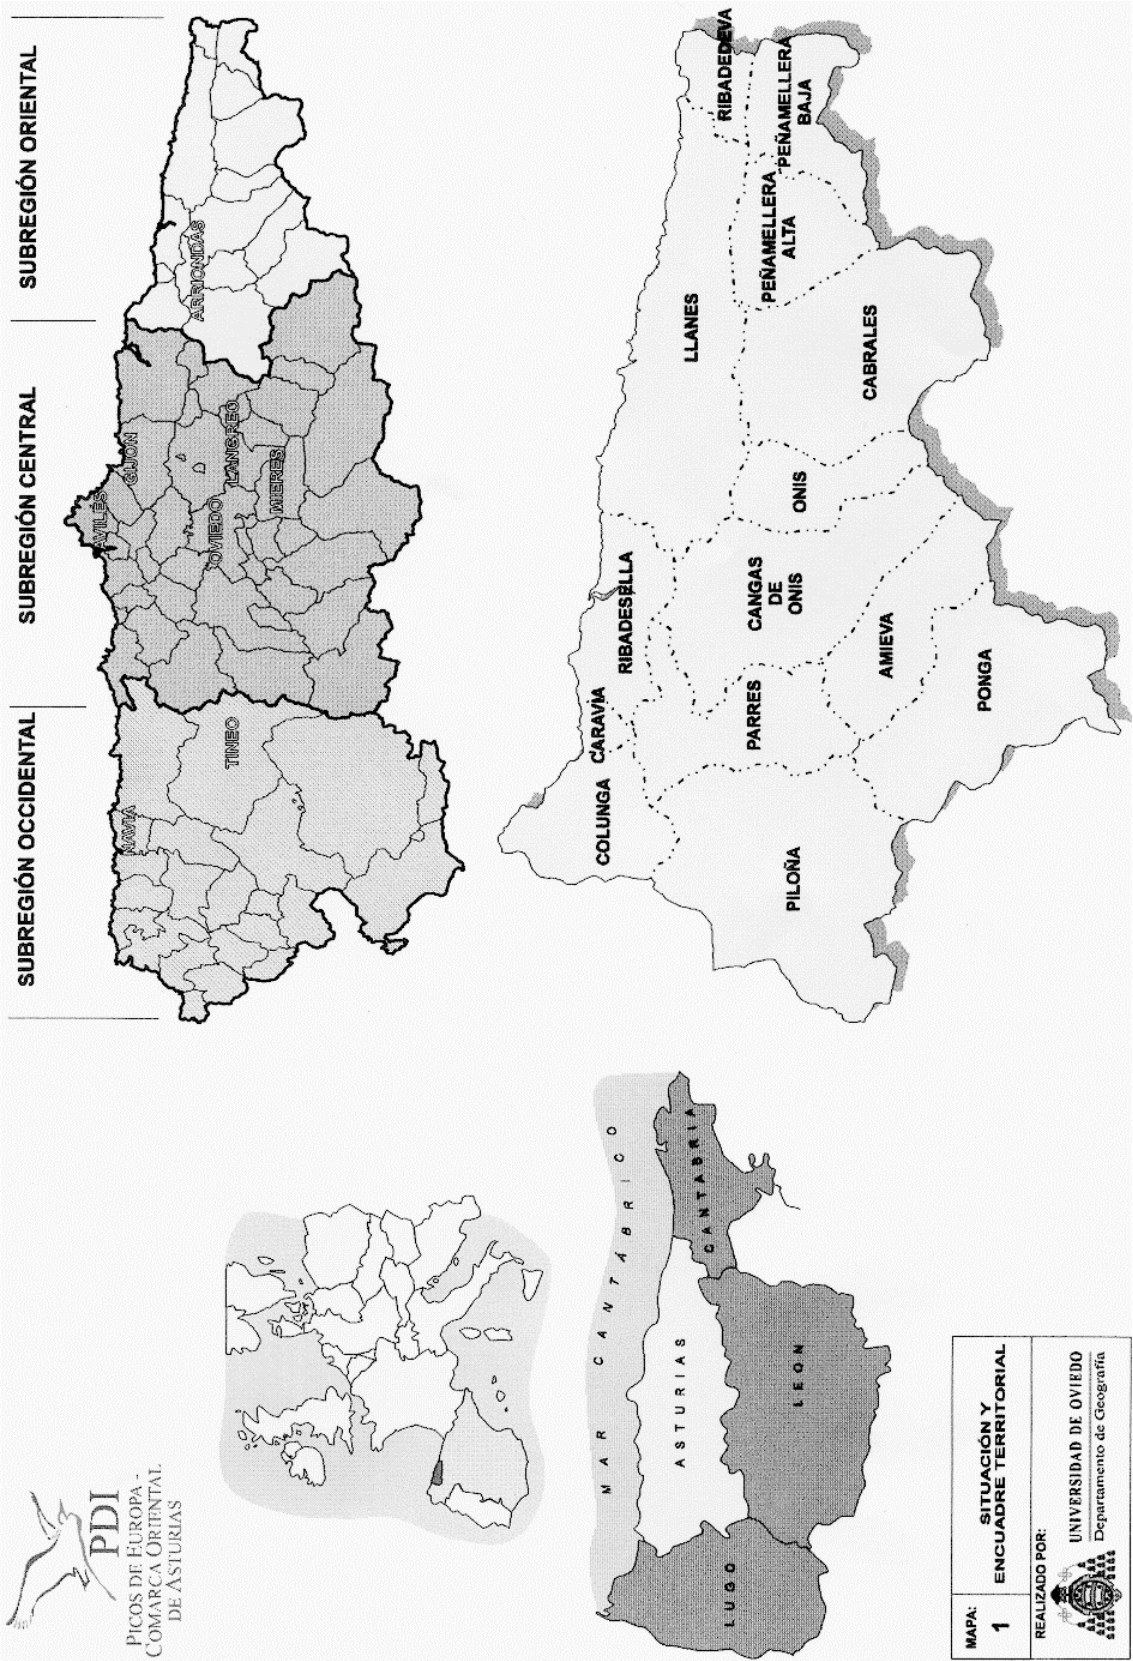 PDI
PICOS DE EUROPA -
COMARCA ORIENTAL
DE ASTURIAS
SUBREGIÓN OCCIDENTAL
SUBREGIÓN CENTRAL
SUBREGIÓN ORIENTAL
NAVIA
TINEO
AVILÉS
GIJON
OVIEDO
LANGREO
MIERES
ARRIONDAS
MAR CANTÁBRICO
LUGO
ASTURIAS
LEON
CANTABRIA
COLUNGA
CARAVIA
RIBADESELLA
LLANES
RIBADEDEVA
PILOÑA
PARRES
CANGAS
DE
ONIS
ONIS
PEÑAMELLERA
ALTA
PEÑAMELLERA
BAJA
AMIEVA
CABRALES
PONGA
MAPA:
1
SITUACIÓN Y
ENCUADRE TERRITORIAL
REALIZADO POR:
UNIVERSIDAD DE OVIEDO
Departamento de Geografía